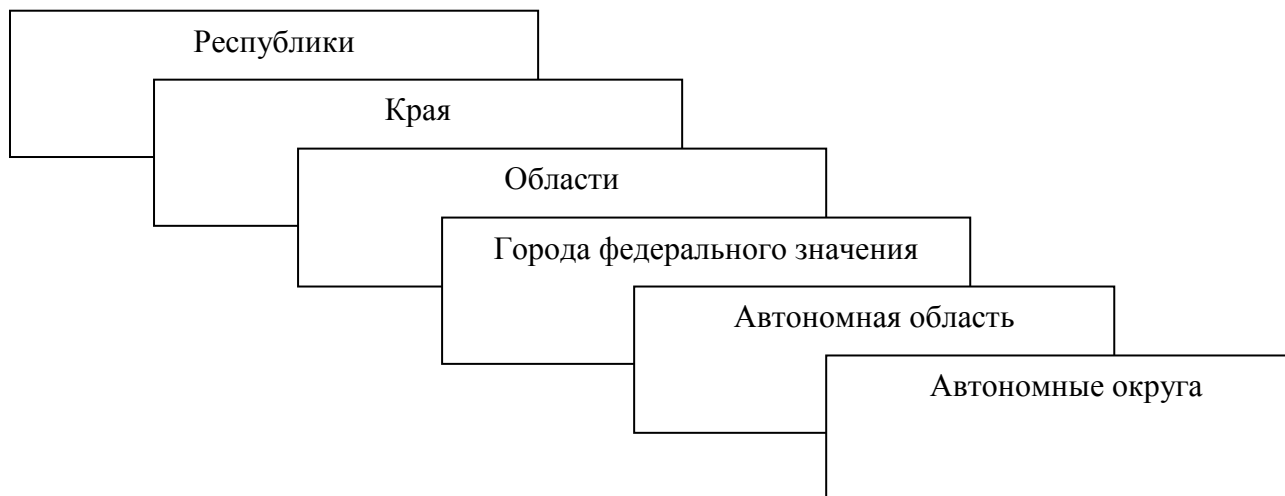 Республики
Края
Области
Города федерального значения
Автономная область
Автономные округа